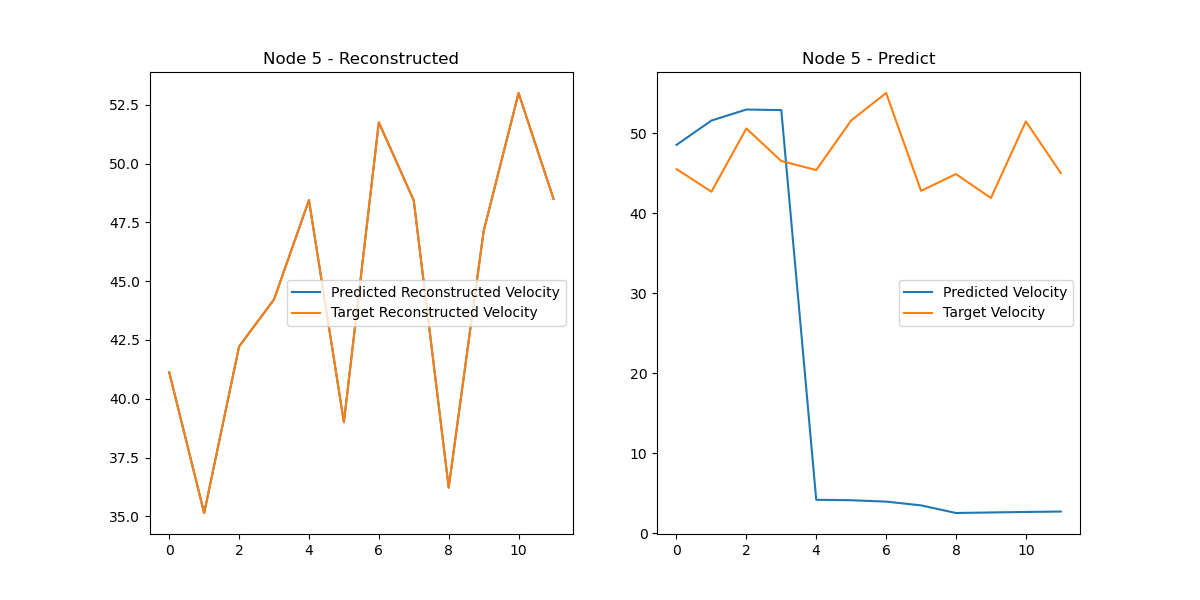 Node 5 - Reconstructed
52.5
50.0
47.5
45.0
42.5
40.0
37.5
35.0
0 2 4 6 8 10
Predicted Reconstructed Velocity
Target Reconstructed Velocity
Node 5 - Predict
50
40
30
20
10
0
0 2 4 6 8 10
Predicted Velocity
Target Velocity